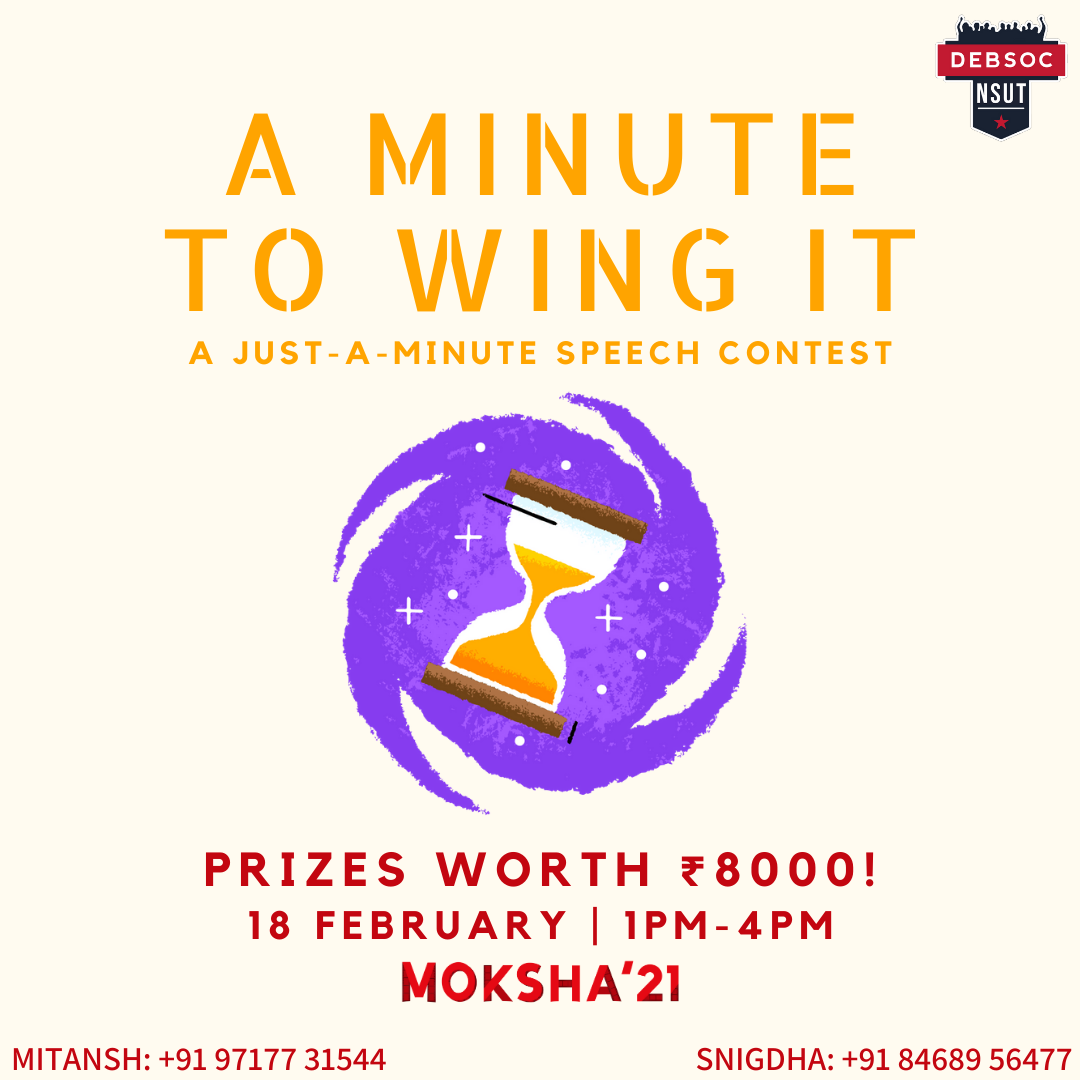 DEBSOC
NSUT
A MINUTE
TO WING IT
A JUST-A-MINUTE SPEECH CONTEST
PRIZES WORTH ₹8000!
18 FEBRUARY | 1PM-4PM
MOKSHA'21
MITANSH: +91 97177 31544
SNIGDHA: +91 84689 56477